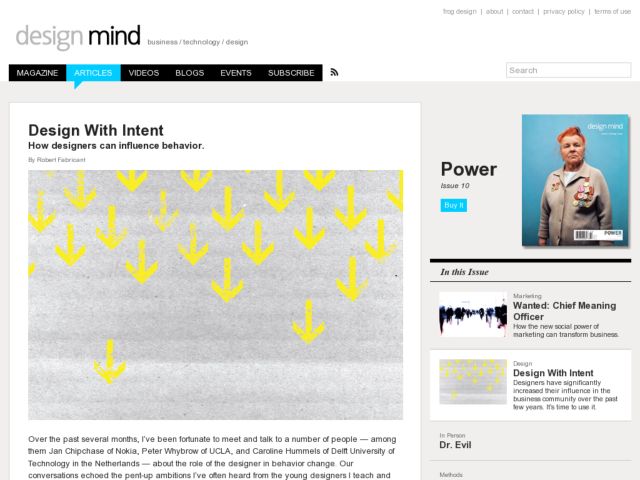 frog design | about | contact | privacy policy | terms of use
design mind business / technology / design
MAGAZINE ARTICLES VIDEOS BLOGS EVENTS SUBSCRIBE
Search
Design With Intent
How designers can influence behavior.
By Robert Fabricant
Over the past several months, I've been fortunate to meet and talk to a number of people — among
them Jan Chipchase of Nokia, Peter Whybrow of UCLA, and Caroline Hummels of Delft University of
Technology in the Netherlands — about the role of the designer in behavior change. Our
conversations echoed the pent-up ambitions I've often heard from the young designers I teach and
Power
Issue 10
Buy It
design mind
POWER
In this Issue
Marketing
Wanted: Chief Meaning
Officer
How the new social power of
marketing can transform business.
Design
Design With Intent
Designers have significantly
increased their influence in the
business community over the past
few years. It's time to use it.
In Person
Dr. Evil
Methods